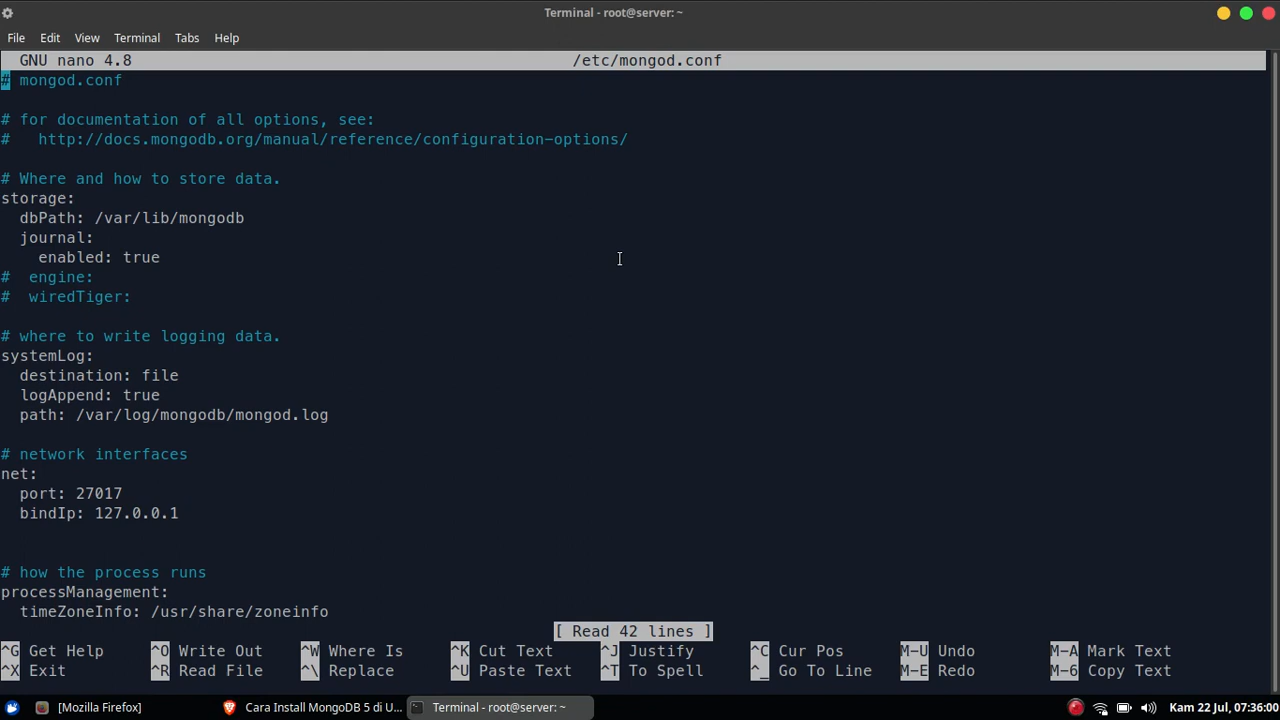 Terminal - root@server: ~
File Edit View Terminal Tabs Help
GNU nano 4.8 /etc/mongod.conf
# mongod.conf
# for documentation of all options, see:
#   http://docs.mongodb.org/manual/reference/configuration-options/
# Where and how to store data.
storage:
  dbPath: /var/lib/mongodb
  journal:
    enabled: true
#  engine:
#  wiredTiger:
# where to write logging data.
systemLog:
  destination: file
  logAppend: true
  path: /var/log/mongodb/mongod.log
# network interfaces
net:
  port: 27017
  bindIp: 127.0.0.1
# how the process runs
processManagement:
  timeZoneInfo: /usr/share/zoneinfo
[ Read 42 lines ]
^G Get Help ^O Write Out ^W Where Is ^K Cut Text ^J Justify ^C Cur Pos M-U Undo M-A Mark Text
^X Exit ^R Read File ^\ Replace ^U Paste Text ^T To Spell ^_ Go To Line M-E Redo M-6 Copy Text
[Mozilla Firefox] Cara Install MongoDB 5 di U... Terminal - root@server: ~ Kam 22 Jul, 07:36:00